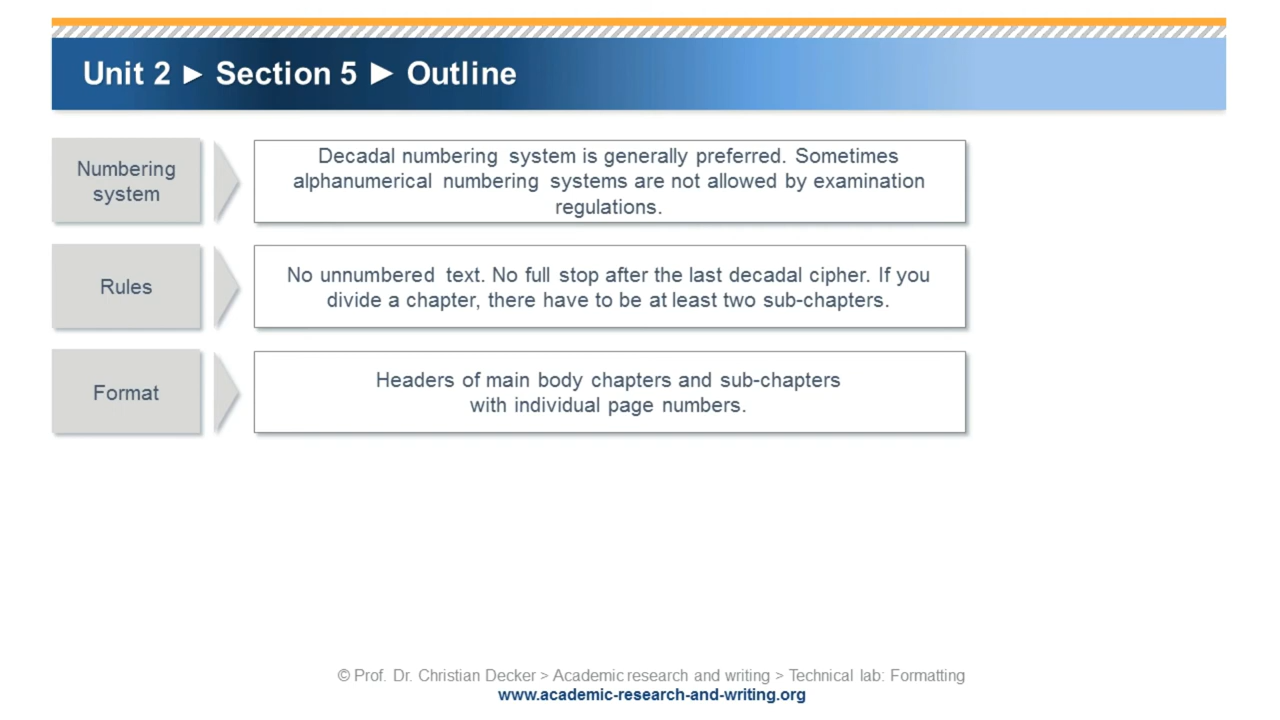 Unit 2 ► Section 5 ► Outline
Numbering
system
Decadal numbering system is generally preferred. Sometimes
alphanumerical numbering systems are not allowed by examination
regulations.
Rules
No unnumbered text. No full stop after the last decadal cipher. If you
divide a chapter, there have to be at least two sub-chapters.
Format
Headers of main body chapters and sub-chapters
with individual page numbers.
© Prof. Dr. Christian Decker > Academic research and writing > Technical lab: Formatting
www.academic-research-and-writing.org